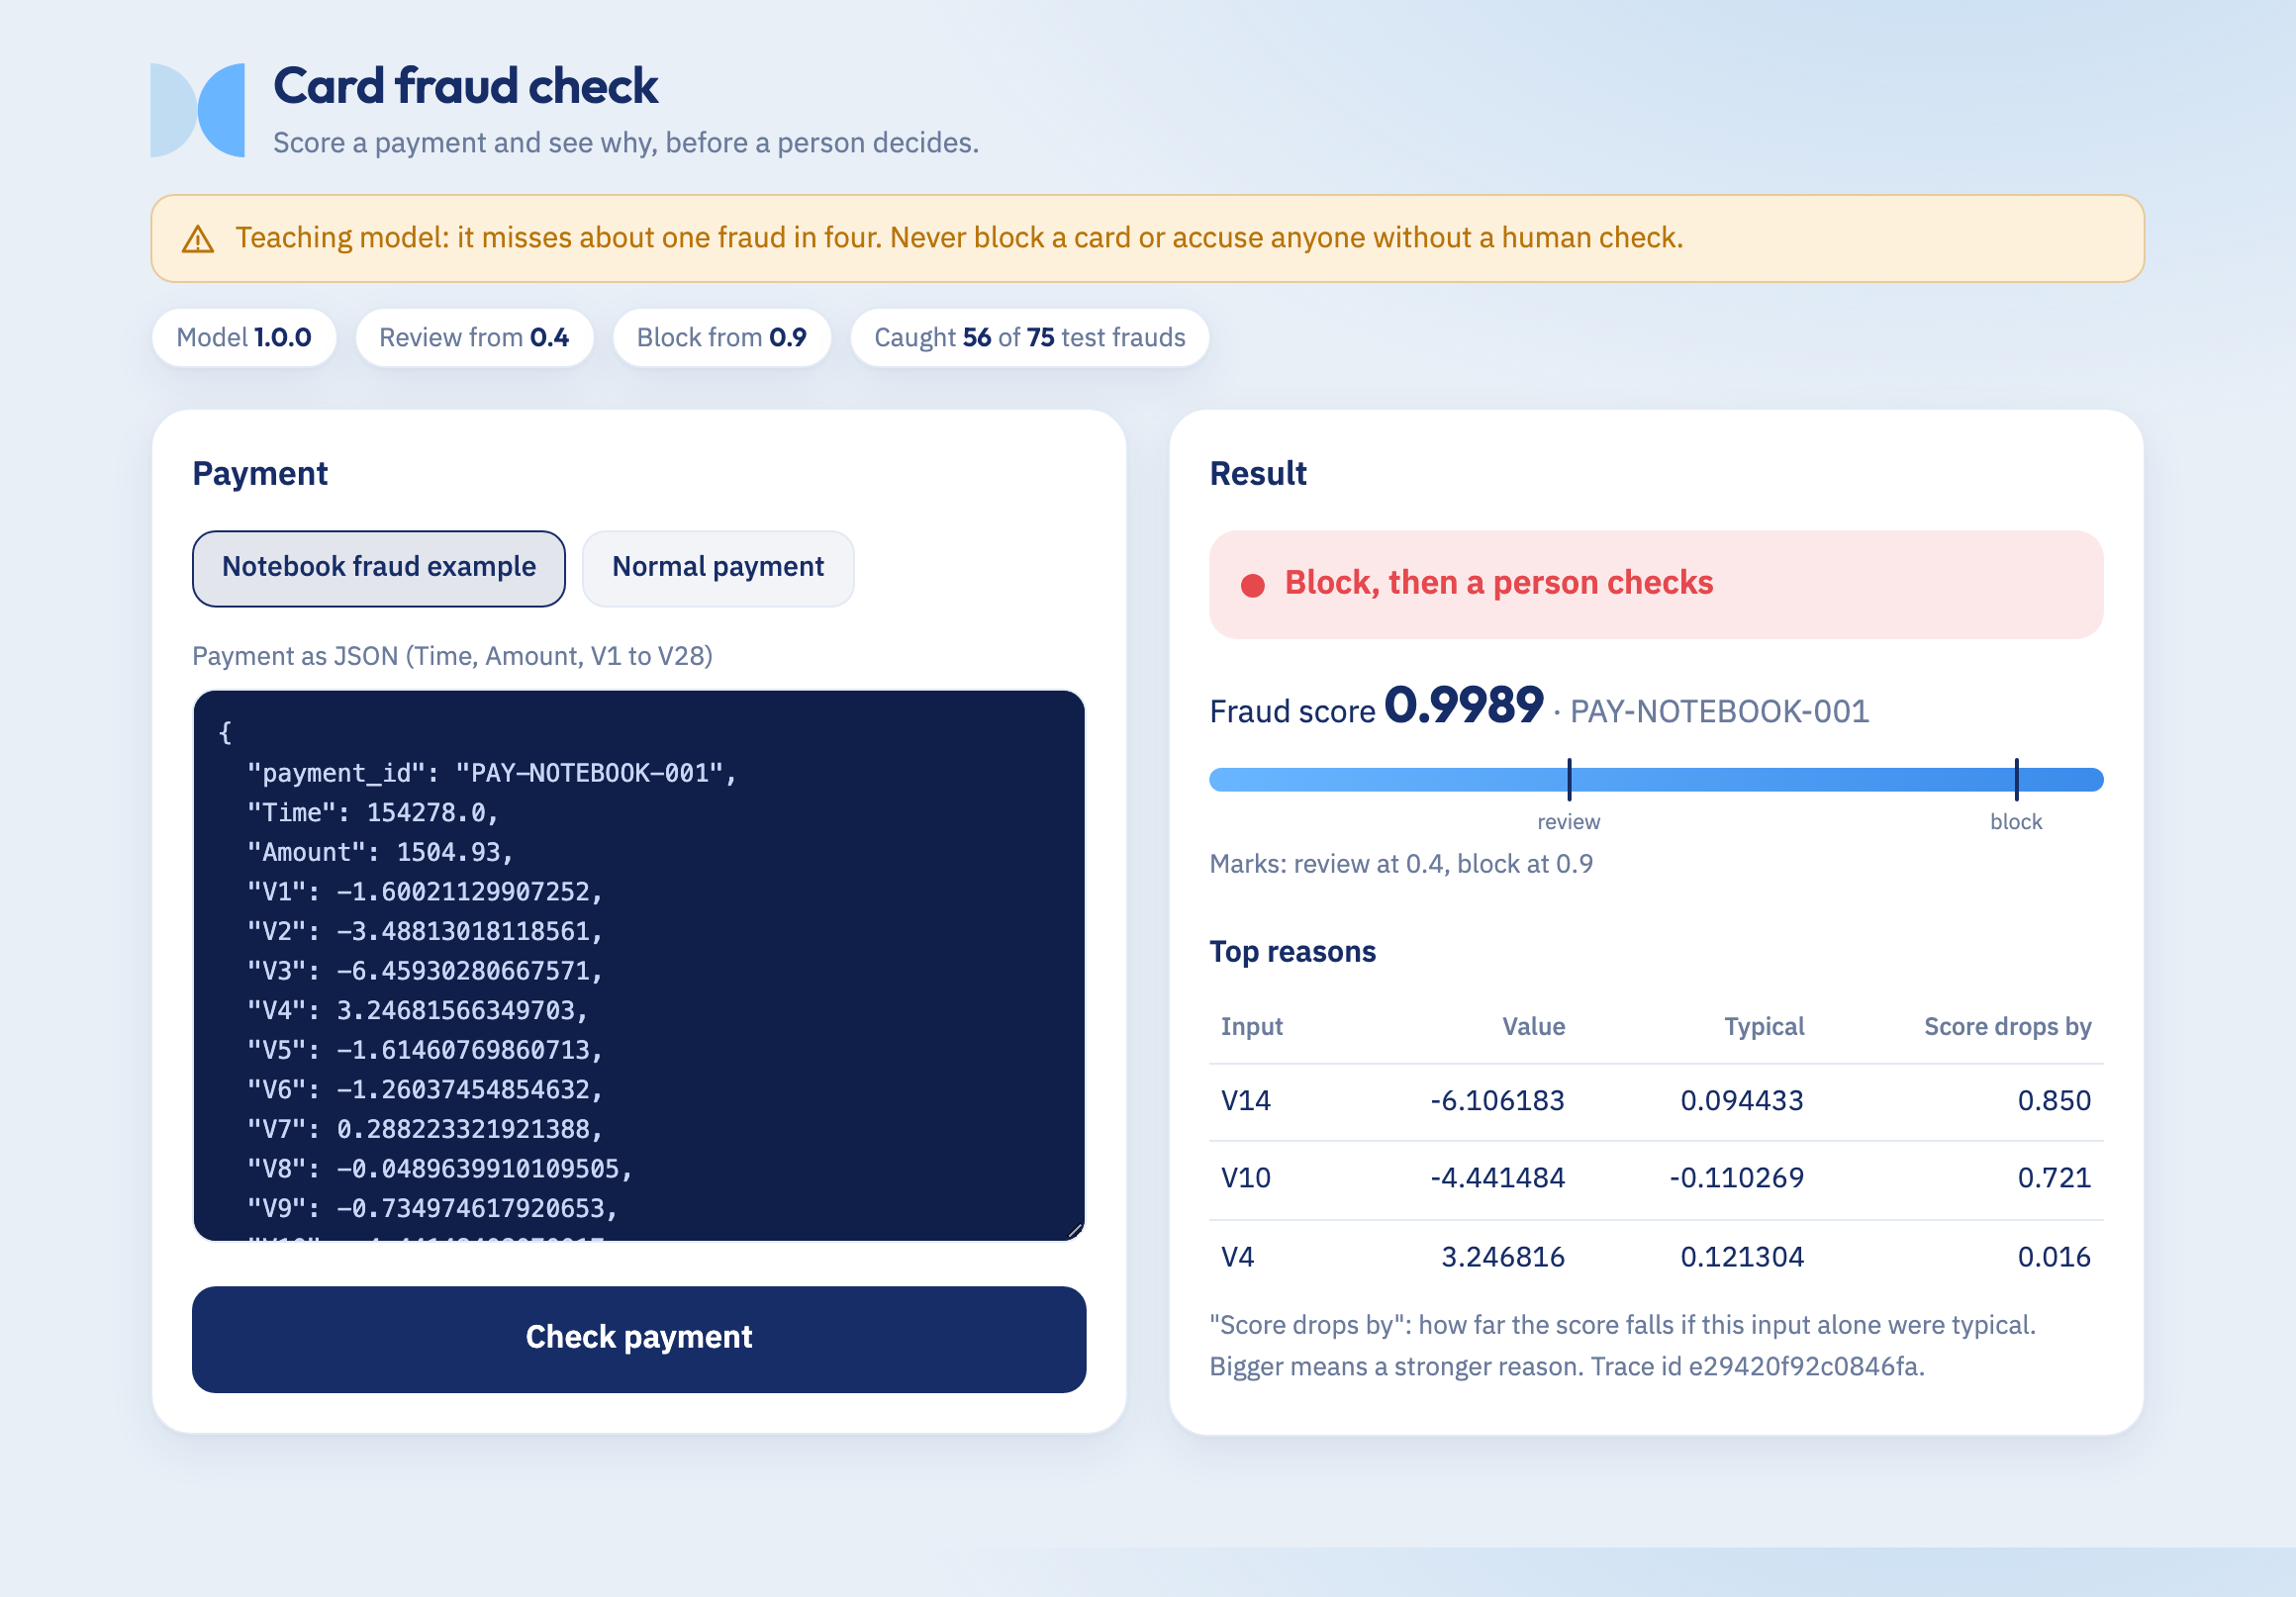 Card fraud check
Score a payment and see why, before a person decides.
Teaching model: it misses about one fraud in four. Never block a card or accuse anyone without a human check.
Model 1.0.0
Review from 0.4
Block from 0.9
Caught 56 of 75 test frauds
Payment
Notebook fraud example
Normal payment
Payment as JSON (Time, Amount, V1 to V28)
{
"payment_id": "PAY-NOTEBOOK-001",
"Time": 154278.0,
"Amount": 1504.93,
"V1": -1.60021129907252,
"V2": -3.48813018118561,
"V3": -6.45930280667571,
"V4": 3.24681566349703,
"V5": -1.61460769860713,
"V6": -1.26037454854632,
"V7": 0.288223321921388,
"V8": -0.0489639910109505,
"V9": -0.734974617920653,
Check payment
Result
Block, then a person checks
Fraud score 0.9989 · PAY-NOTEBOOK-001
review block
Marks: review at 0.4, block at 0.9
Top reasons
Input Value Typical Score drops by
V14 -6.106183 0.094433 0.850
V10 -4.441484 -0.110269 0.721
V4 3.246816 0.121304 0.016
"Score drops by": how far the score falls if this input alone were typical.
Bigger means a stronger reason. Trace id e29420f92c0846fa.